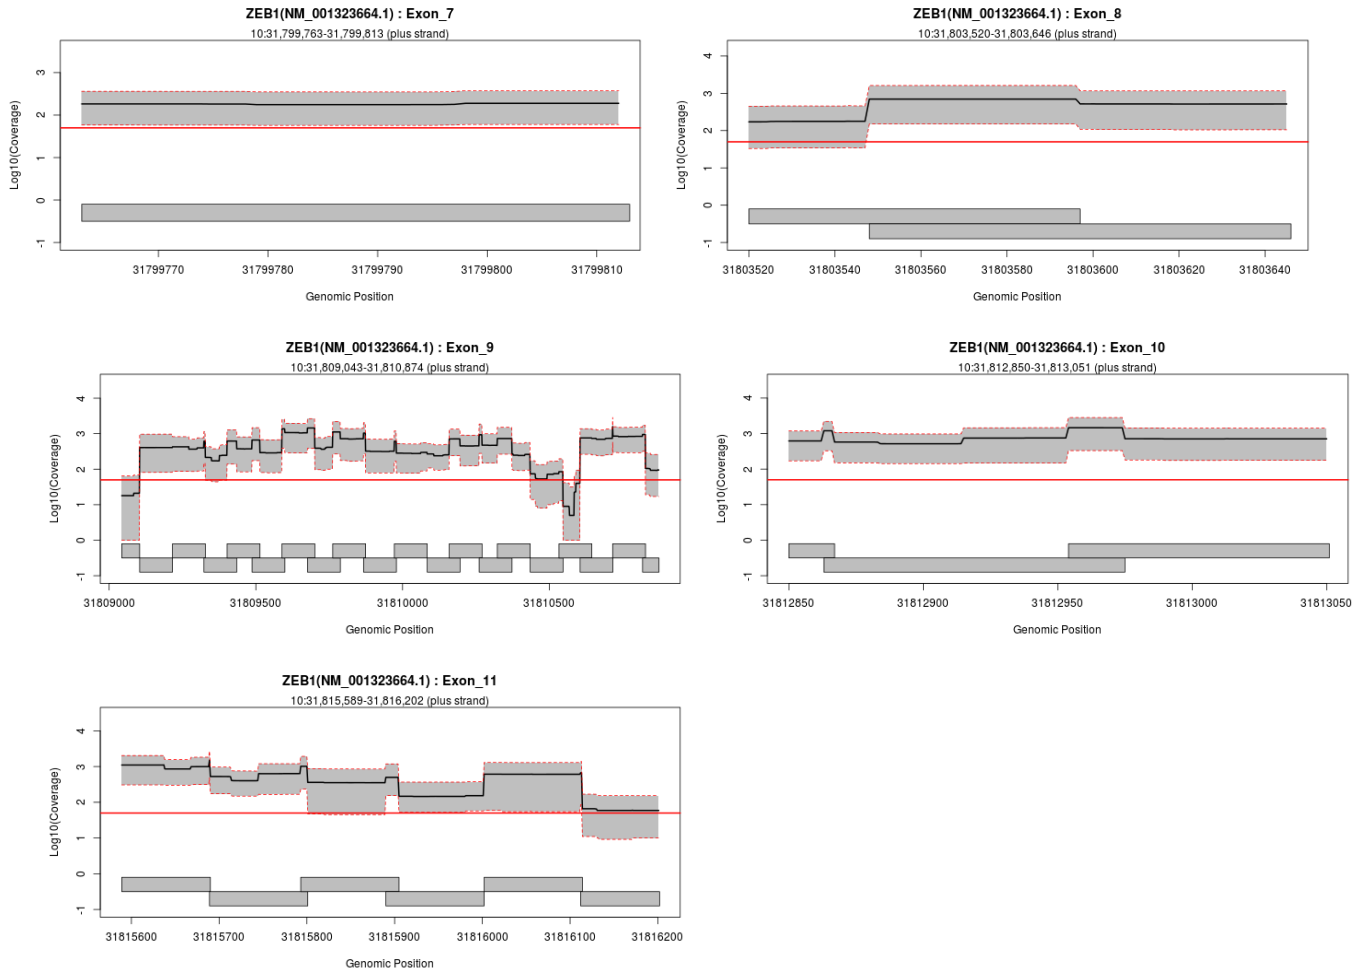 ZEB1(NM_001323664.1) : Exon_7
10:31,799,763-31,799,813 (plus strand)
Log10(Coverage)
3
2
1
0
-1
31799770 31799780 31799790 31799800 31799810
Genomic Position
ZEB1(NM_001323664.1) : Exon_8
10:31,803,520-31,803,646 (plus strand)
Log10(Coverage)
4
3
2
1
0
-1
31803520 31803540 31803560 31803580 31803600 31803620 31803640
Genomic Position
ZEB1(NM_001323664.1) : Exon_9
10:31,809,043-31,810,874 (plus strand)
Log10(Coverage)
4
3
2
1
0
-1
31809000 31809500 31810000 31810500
Genomic Position
ZEB1(NM_001323664.1) : Exon_10
10:31,812,850-31,813,051 (plus strand)
Log10(Coverage)
4
3
2
1
0
-1
31812850 31812900 31812950 31813000 31813050
Genomic Position
ZEB1(NM_001323664.1) : Exon_11
10:31,815,589-31,816,202 (plus strand)
Log10(Coverage)
4
3
2
1
0
-1
31815600 31815700 31815800 31815900 31816000 31816100 31816200
Genomic Position